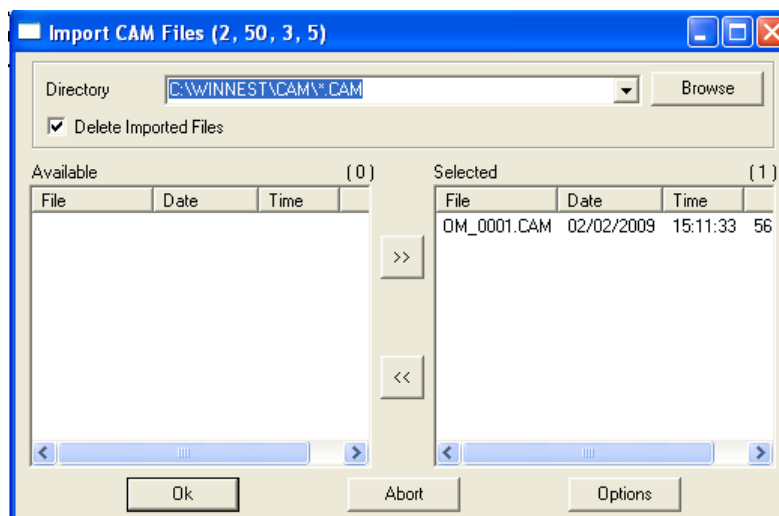 Import CAM Files (2, 50, 3, 5)
Directory C:\WINNEST\CAM\*.CAM Browse
Delete Imported Files
Available ( 0 ) Selected ( 1 )
File Date Time File Date Time
OM_0001.CAM 02/02/2009 15:11:33 56
>>
<<
Ok Abort Options